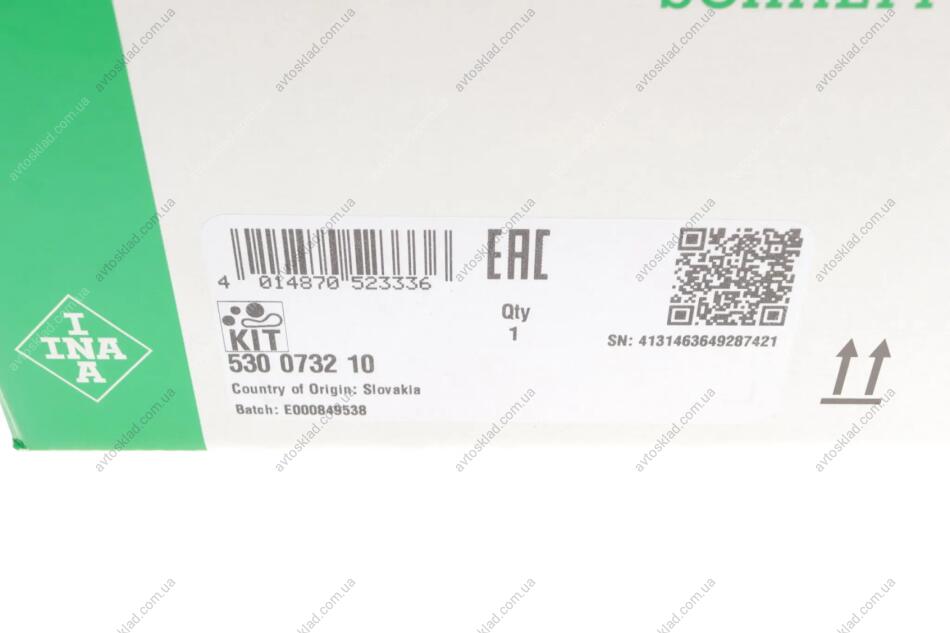 I
INA
A
4 014870 523336
EAC
Qty
1
KIT
530 0732 10
Country of Origin: Slovakia
Batch: E000849538
SN: 4131463649287421
avtosklad.com.ua